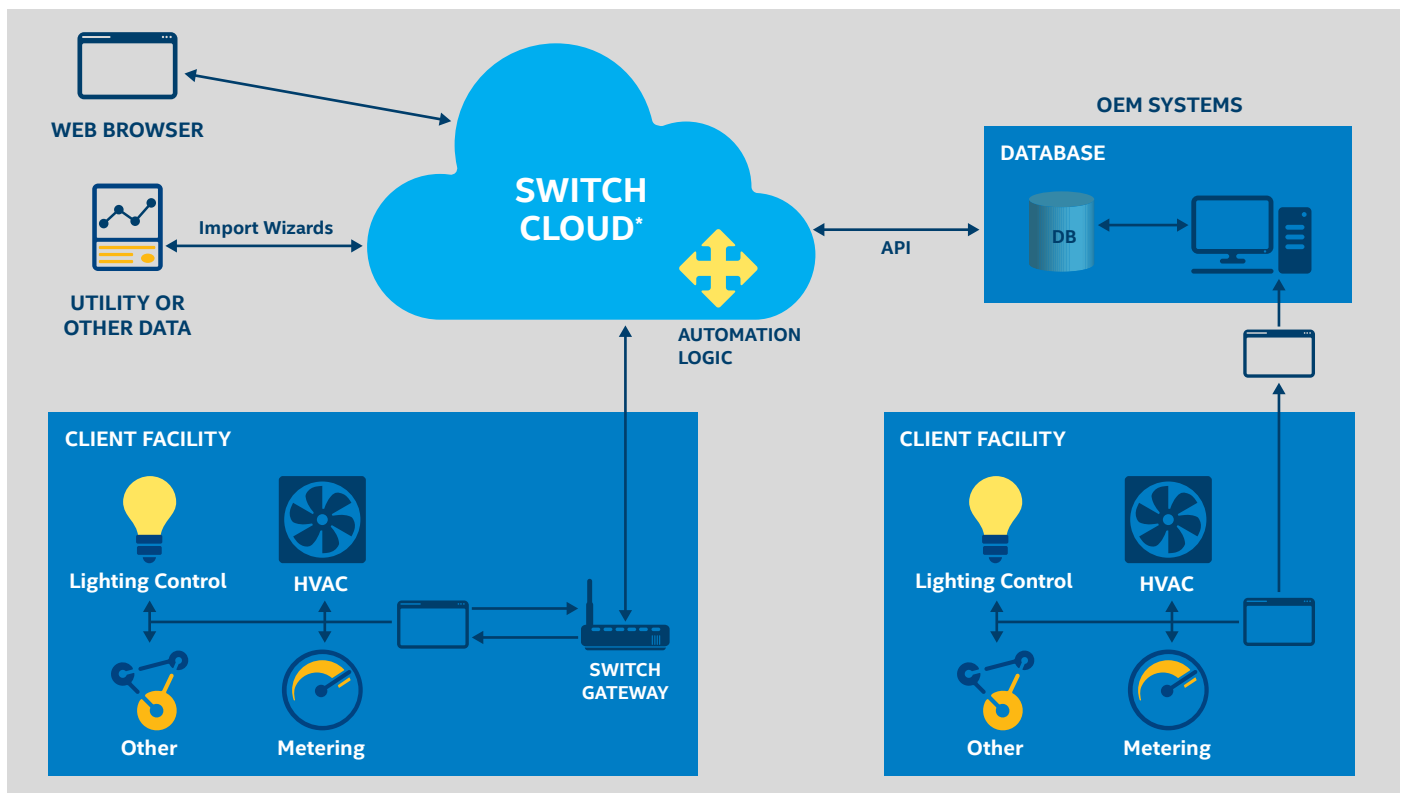 WEB BROWSER
Import Wizards
UTILITY OR
OTHER DATA
SWITCH
CLOUD*
AUTOMATION
LOGIC
API
OEM SYSTEMS
DATABASE
DB
CLIENT FACILITY
Lighting Control
HVAC
Other
Metering
SWITCH
GATEWAY
CLIENT FACILITY
Lighting Control
HVAC
Other
Metering